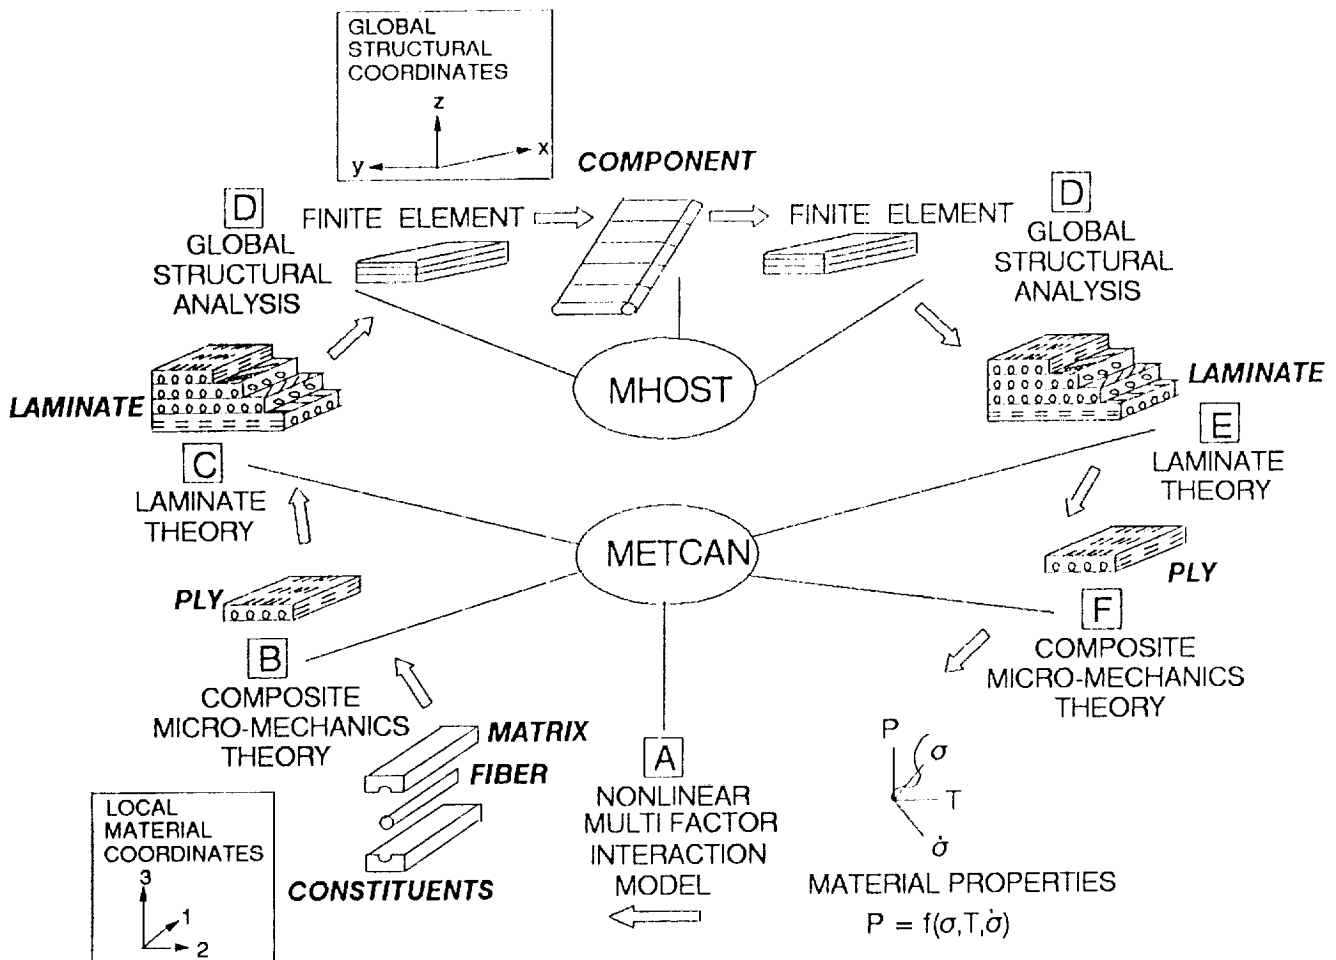 GLOBAL
STRUCTURAL
COORDINATES
z
y
x
COMPONENT
D
FINITE ELEMENT
GLOBAL
STRUCTURAL
ANALYSIS
FINITE ELEMENT
D
GLOBAL
STRUCTURAL
ANALYSIS
MHOST
LAMINATE
LAMINATE
C
LAMINATE
THEORY
E
LAMINATE
THEORY
METCAN
PLY
PLY
B
COMPOSITE
MICRO-MECHANICS
THEORY
F
COMPOSITE
MICRO-MECHANICS
THEORY
MATRIX
FIBER
CONSTITUENTS
LOCAL
MATERIAL
COORDINATES
3
1
2
A
NONLINEAR
MULTI FACTOR
INTERACTION
MODEL
P
σ
T
σ̇
MATERIAL PROPERTIES
P = f(σ,T,σ̇)